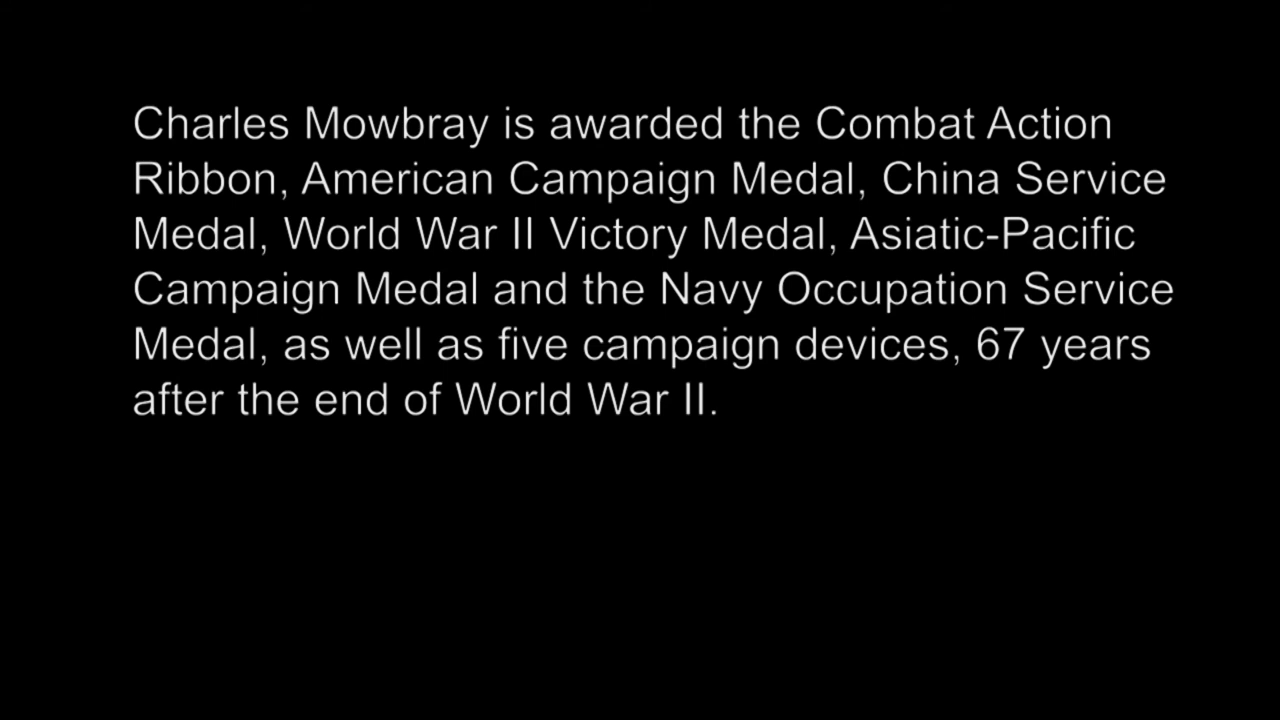 Charles Mowbray is awarded the Combat Action
Ribbon, American Campaign Medal, China Service
Medal, World War II Victory Medal, Asiatic-Pacific
Campaign Medal and the Navy Occupation Service
Medal, as well as five campaign devices, 67 years
after the end of World War II.